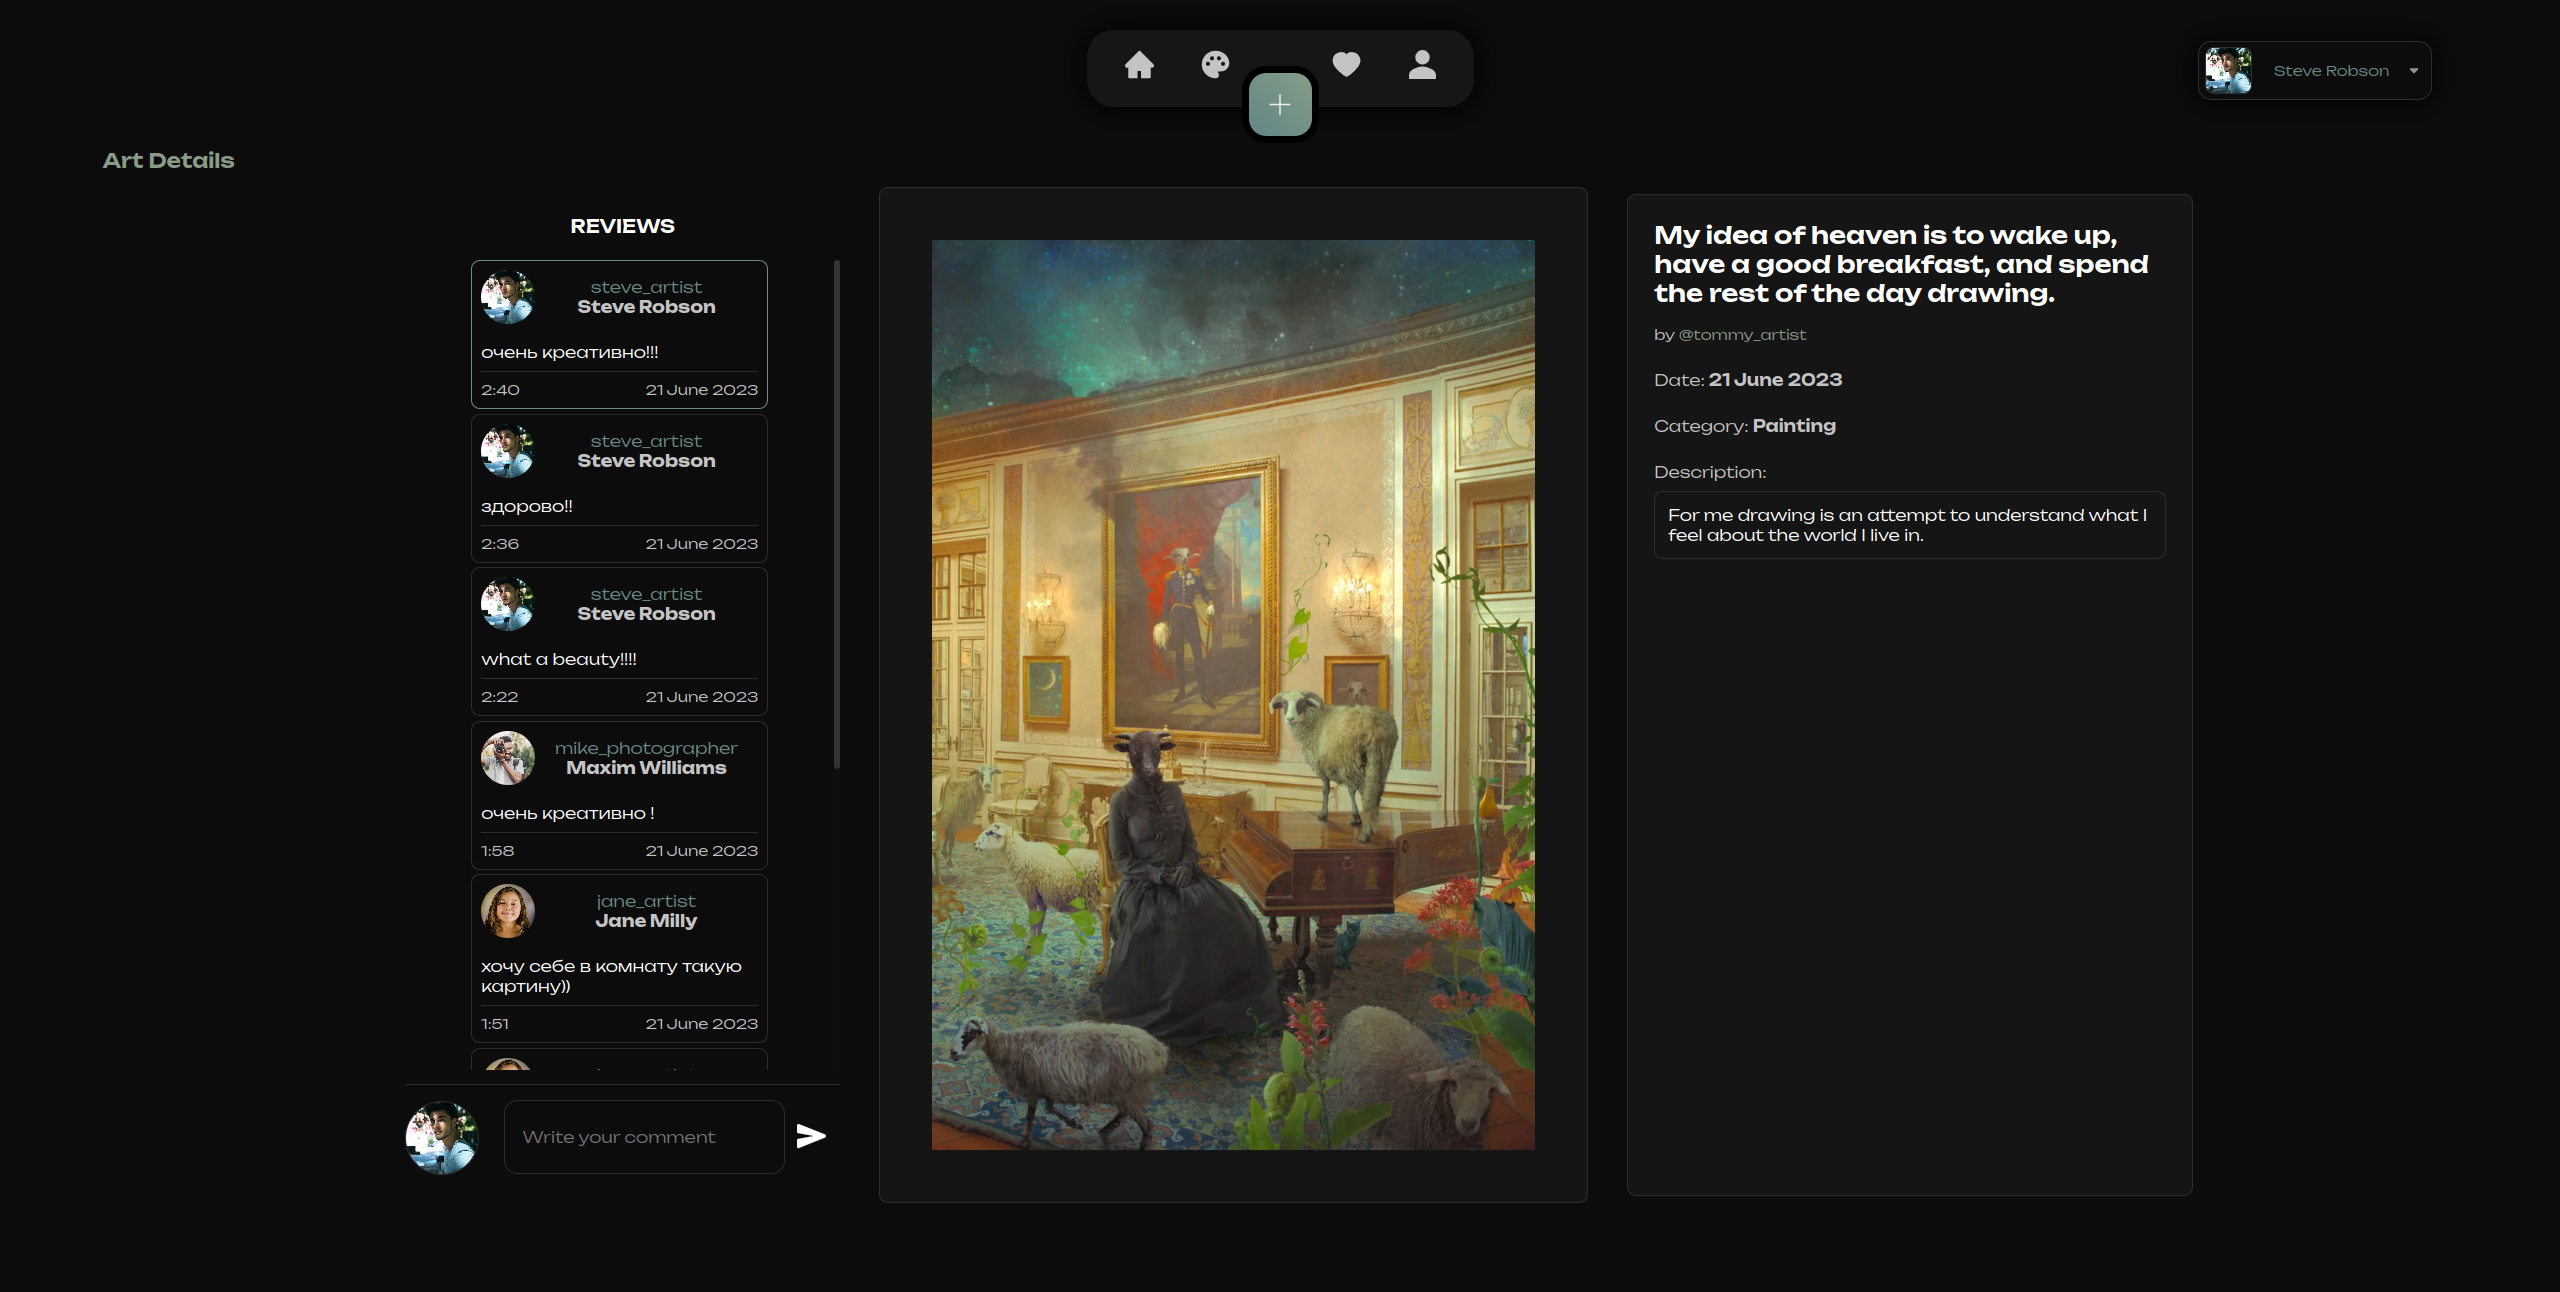 Steve Robson
Art Details
REVIEWS
steve_artist
Steve Robson
очень креативно!!!
2:40 21 June 2023
steve_artist
Steve Robson
здорово!!
2:36 21 June 2023
steve_artist
Steve Robson
what a beauty!!!!
2:22 21 June 2023
mike_photographer
Maxim Williams
очень креативно !
1:58 21 June 2023
jane_artist
Jane Milly
хочу себе в комнату такую
картину))
1:51 21 June 2023
Write your comment
My idea of heaven is to wake up,
have a good breakfast, and spend
the rest of the day drawing.
by @tommy_artist
Date: 21 June 2023
Category: Painting
Description:
For me drawing is an attempt to understand what I
feel about the world I live in.